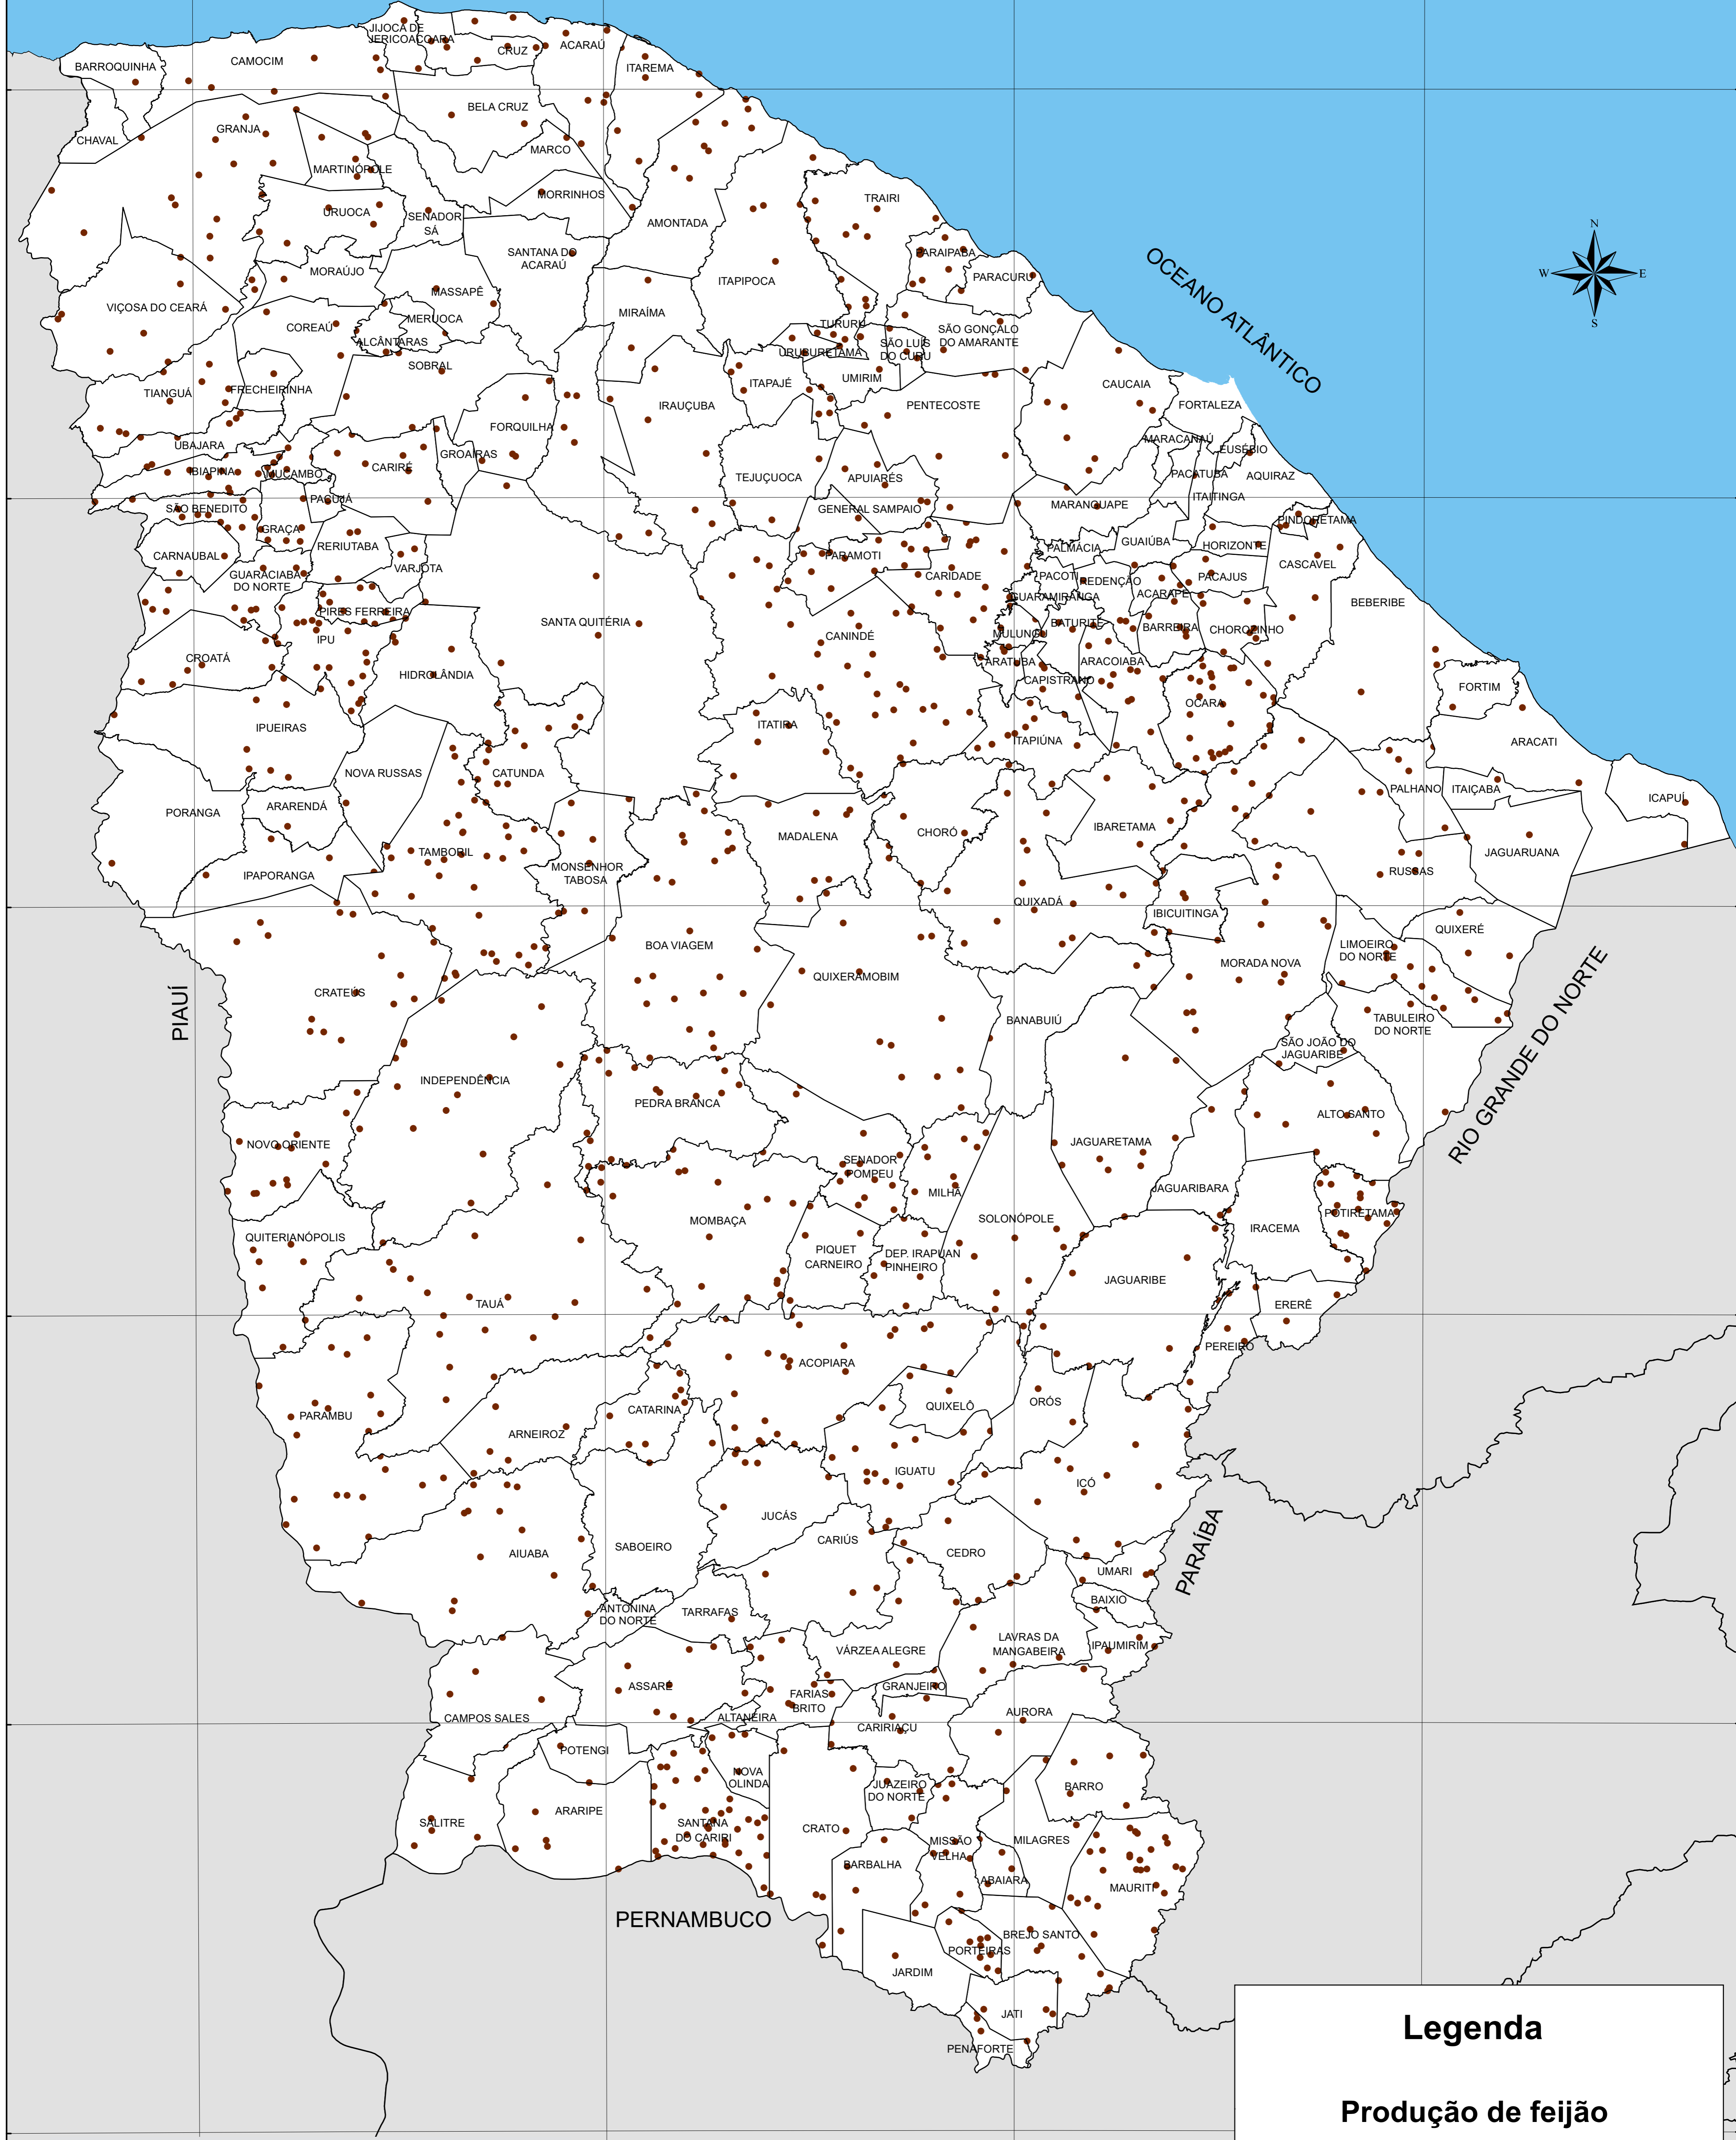 JIJOCA DE
JERICOACOARA
CRUZ
ACARAÚ
BARROQUINHA
CAMOCIM
ITAREMA
BELA CRUZ
CHAVAL
GRANJA
MARCO
MARTINÓPOLE
MORRINHOS
TRAIRI
URUOCA
SENADOR
SÁ
AMONTADA
N
SANTANA DO
ACARAÚ
PARAIPABA
OCEANO ATLÂNTICO
W
E
S
MORAÚJO
ITAPIPOCA
PARACURU
MASSAPÊ
VIÇOSA DO CEARÁ
MIRAÍMA
MERUOCA
COREAÚ
TURURU
SÃO GONÇALO
DO AMARANTE
ALCÂNTARAS
URUBURETAMA
SÃO LUÍS
DO CURU
SOBRAL
UMIRIM
ITAPAJÉ
CAUCAIA
TIANGUÁ
FRECHEIRINHA
IRAUÇUBA
PENTECOSTE
FORTALEZA
FORQUILHA
UBAJARA
MARACANAÚ
EUSÉBIO
GROAÍRAS
IBIAPINA
MUCAMBO
CARIRÉ
TEJUÇUOCA
APUIARÉS
PACATUBA
AQUIRAZ
PACUJÁ
ITAITINGA
SÃO BENEDITO
GENERAL SAMPAIO
MARANGUAPE
PINDORETAMA
GRAÇA
CARNAUBAL
RERIUTABA
PARAMOTI
PALMÁCIA
GUAIÚBA
HORIZONTE
CASCAVEL
VARJOTA
GUARACIABA
DO NORTE
CARIDADE
PACOTI
REDENÇÃO
PACAJUS
GUARAMIRANGA
ACARAPE
BEBERIBE
PIRES FERREIRA
SANTA QUITÉRIA
BATURITÉ
BARREIRA
CHOROZINHO
IPU
CANINDÉ
MULUNGU
CROATÁ
ARATUBA
ARACOIABA
HIDROLÂNDIA
CAPISTRANO
FORTIM
OCARA
IPUEIRAS
ITATIRA
ITAPIÚNA
ARACATI
NOVA RUSSAS
CATUNDA
PALHANO
ITAIÇABA
ICAPUÍ
PORANGA
ARARENDÁ
MADALENA
CHORÓ
IBARETAMA
TAMBORIL
JAGUARUANA
MONSENHOR
TABOSA
IPAPORANGA
RUSSAS
QUIXADÁ
IBICUITINGA
QUIXERÉ
BOA VIAGEM
LIMOEIRO
DO NORTE
MORADA NOVA
QUIXERAMOBIM
CRATEÚS
PIAUÍ
BANABUIÚ
TABULEIRO
DO NORTE
SÃO JOÃO DO
JAGUARIBE
RIO GRANDE DO NORTE
INDEPENDÊNCIA
PEDRA BRANCA
ALTO SANTO
NOVO ORIENTE
JAGUARETAMA
SENADOR
POMPEU
MILHÃ
JAGUARIBARA
MOMBAÇA
SOLONÓPOLE
POTIRETAMA
IRACEMA
QUITERIANÓPOLIS
PIQUET
CARNEIRO
DEP. IRAPUAN
PINHEIRO
JAGUARIBE
TAUÁ
ERERÊ
PEREIRO
ACOPIARA
PARAMBU
CATARINA
QUIXELÔ
ORÓS
ARNEIROZ
IGUATU
ICÓ
JUCÁS
PARAÍBA
SABOEIRO
CARIÚS
AIUABA
CEDRO
UMARI
BAIXIO
ANTONINA
DO NORTE
TARRAFAS
LAVRAS DA
MANGABEIRA
IPAUMIRIM
VÁRZEA ALEGRE
ASSARÉ
FARIAS
BRITO
GRANJEIRO
CAMPOS SALES
ALTANEIRA
CARIRIAÇU
AURORA
POTENGI
NOVA
OLINDA
JUAZEIRO
DO NORTE
BARRO
SALITRE
ARARIPE
SANTANA
DO CARIRI
CRATO
MISSÃO
VELHA
MILAGRES
BARBALHA
ABAIARA
MAURITI
PERNAMBUCO
BREJO SANTO
PORTEIRAS
JARDIM
JATI
PENAFORTE
Legenda
Produção de feijão